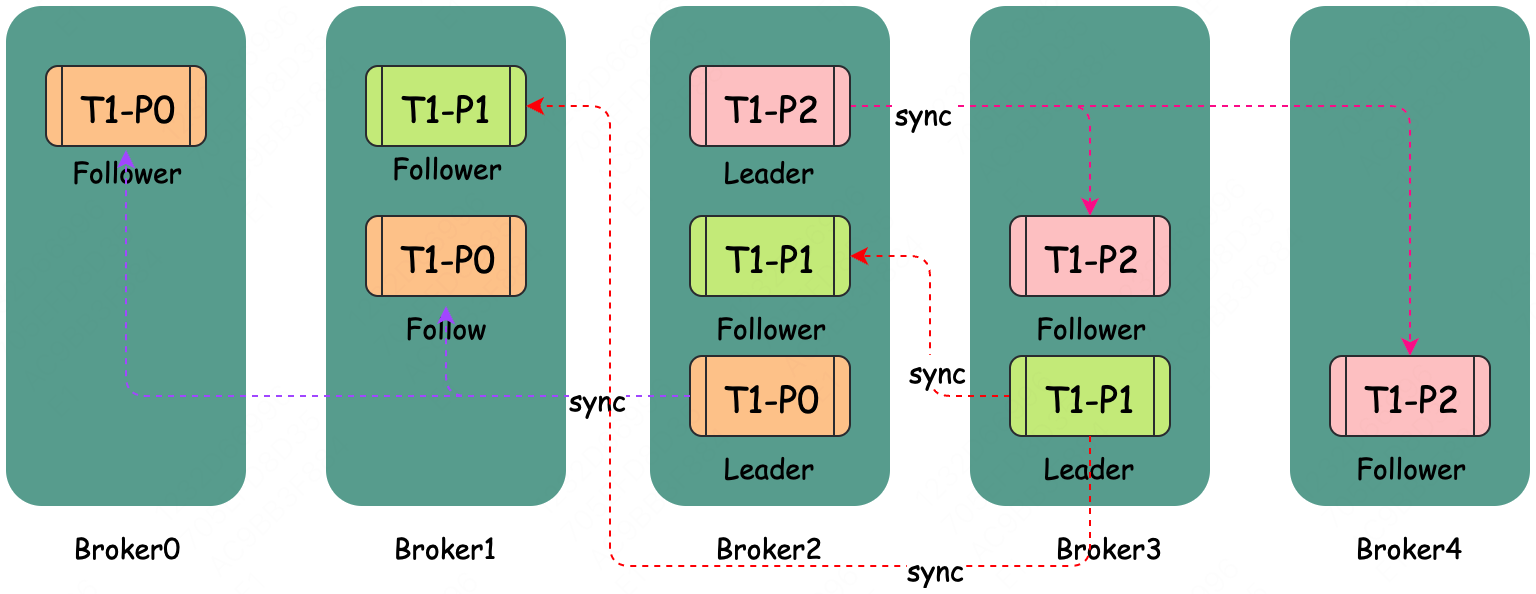 T1-P0
Follower
Broker0
T1-P1
Follower
T1-P0
Follow
Broker1
sync
T1-P2
Leader
T1-P1
Follower
T1-P0
Leader
Broker2
sync
sync
sync
T1-P2
Follower
T1-P1
Leader
Broker3
T1-P2
Follower
Broker4